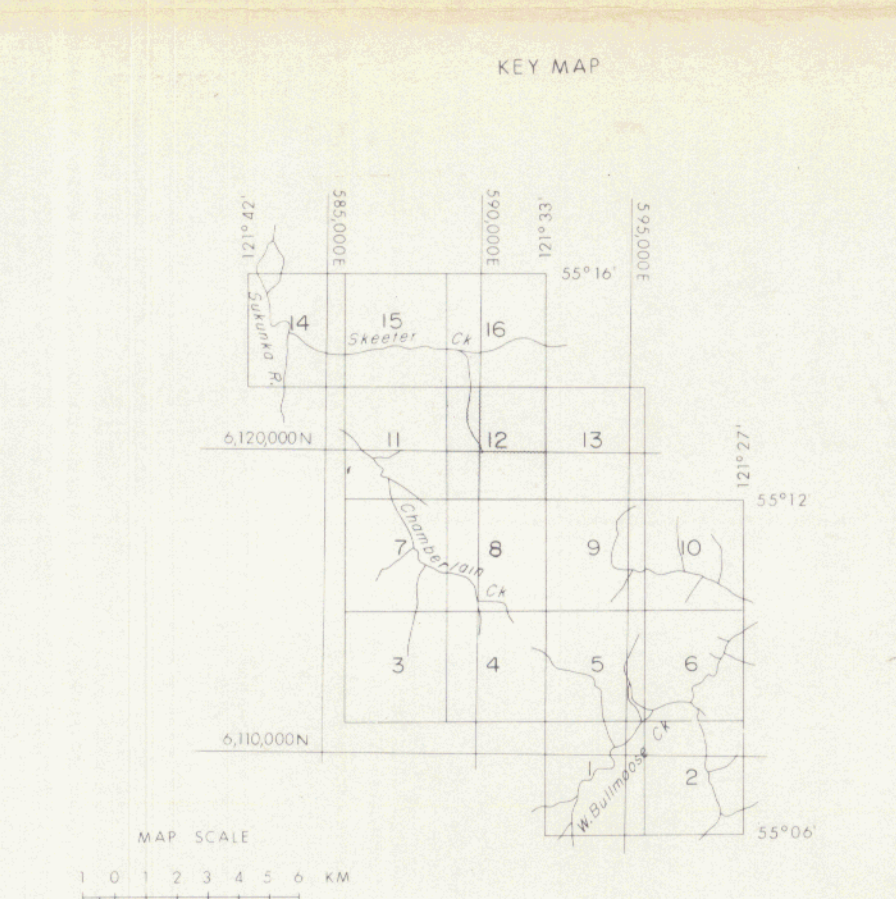 KEY MAP
121°42'
585,000E
590,000E
121°33'
595,000E
55°16'
Sukunka R.
14
15
16
Skeeter Ck
6,120,000N
11
12
13
121°27'
55°12'
Chamberlain Ck
7
8
9
10
3
4
5
6
6,110,000N
W. Bullmoose Ck
1
2
55°06'
MAP SCALE
1 0 1 2 3 4 5 6 KM